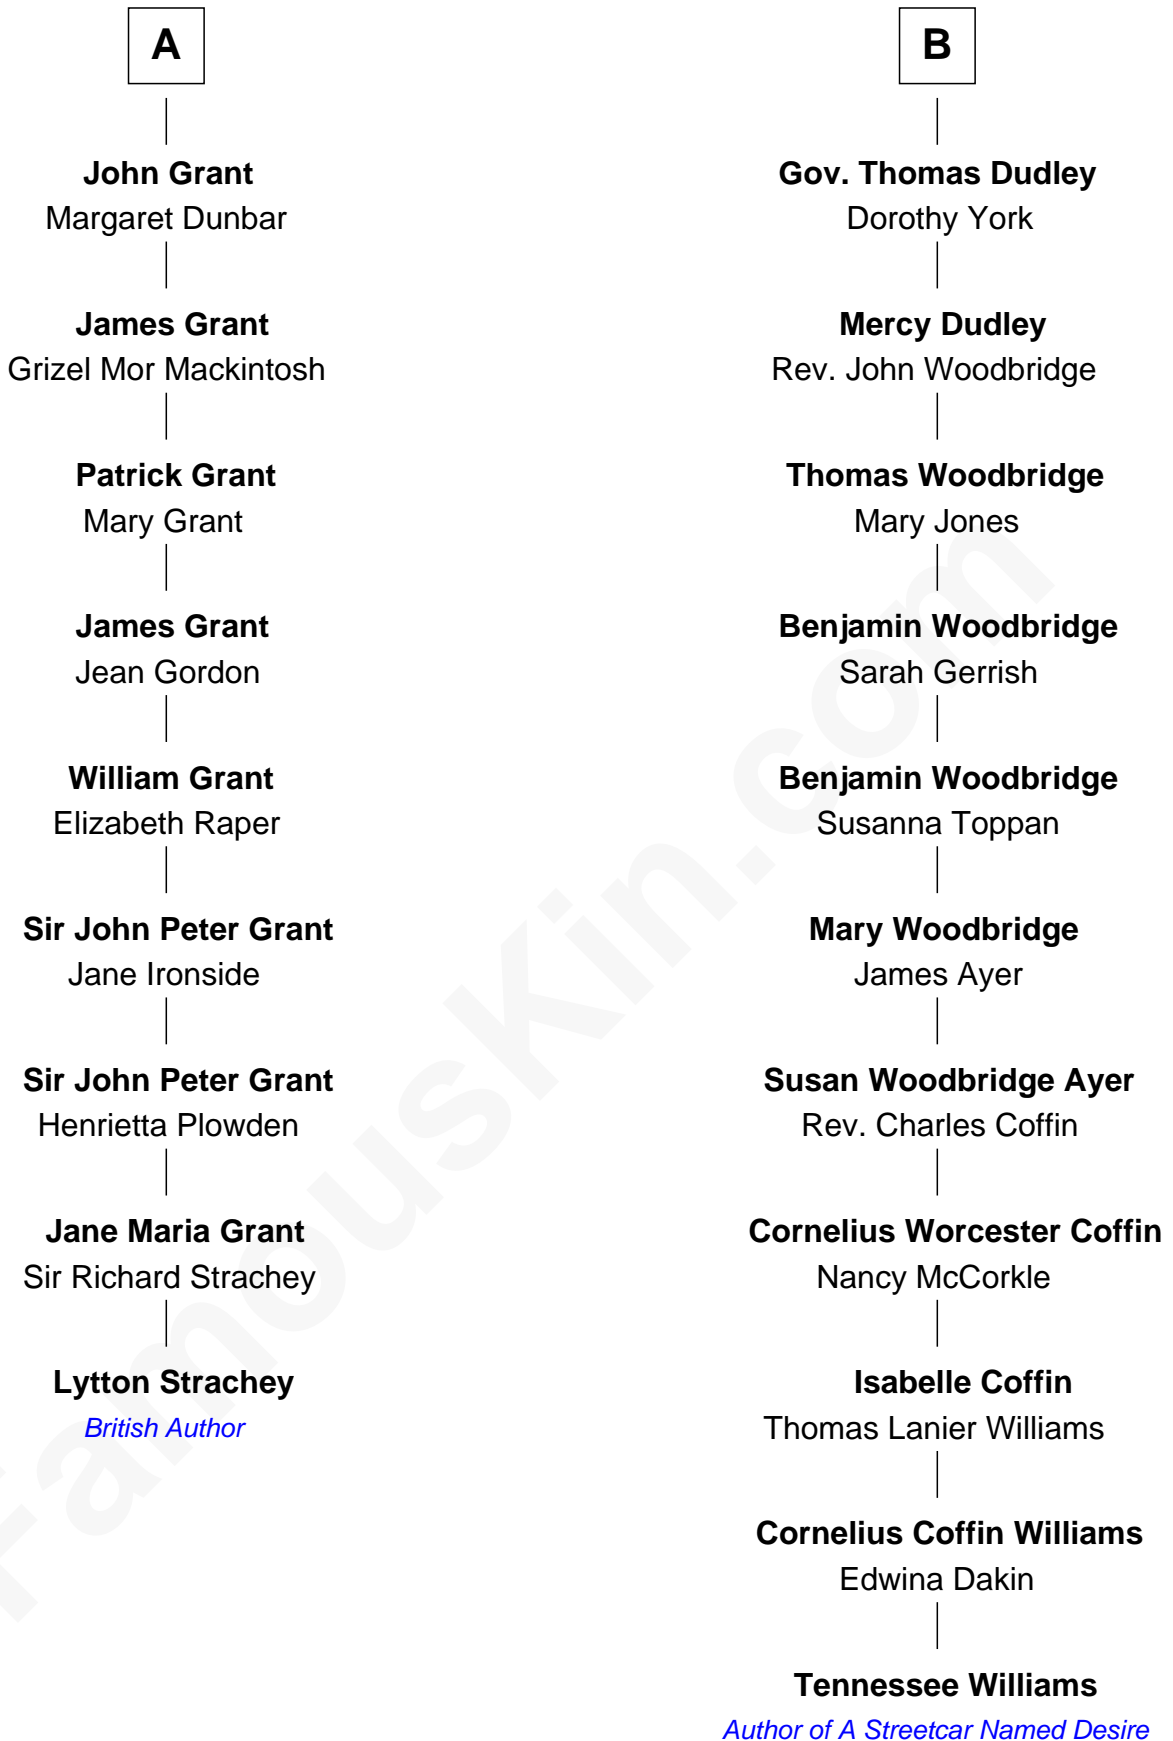 A
John Grant
Margaret Dunbar
James Grant
Grizel Mor Mackintosh
Patrick Grant
Mary Grant
James Grant
Jean Gordon
William Grant
Elizabeth Raper
Sir John Peter Grant
Jane Ironside
Sir John Peter Grant
Henrietta Plowden
Jane Maria Grant
Sir Richard Strachey
Lytton Strachey
British Author
B
Gov. Thomas Dudley
Dorothy York
Mercy Dudley
Rev. John Woodbridge
Thomas Woodbridge
Mary Jones
Benjamin Woodbridge
Sarah Gerrish
Benjamin Woodbridge
Susanna Toppan
Mary Woodbridge
James Ayer
Susan Woodbridge Ayer
Rev. Charles Coffin
Cornelius Worcester Coffin
Nancy McCorkle
Isabelle Coffin
Thomas Lanier Williams
Cornelius Coffin Williams
Edwina Dakin
Tennessee Williams
Author of A Streetcar Named Desire
FamousKin.com